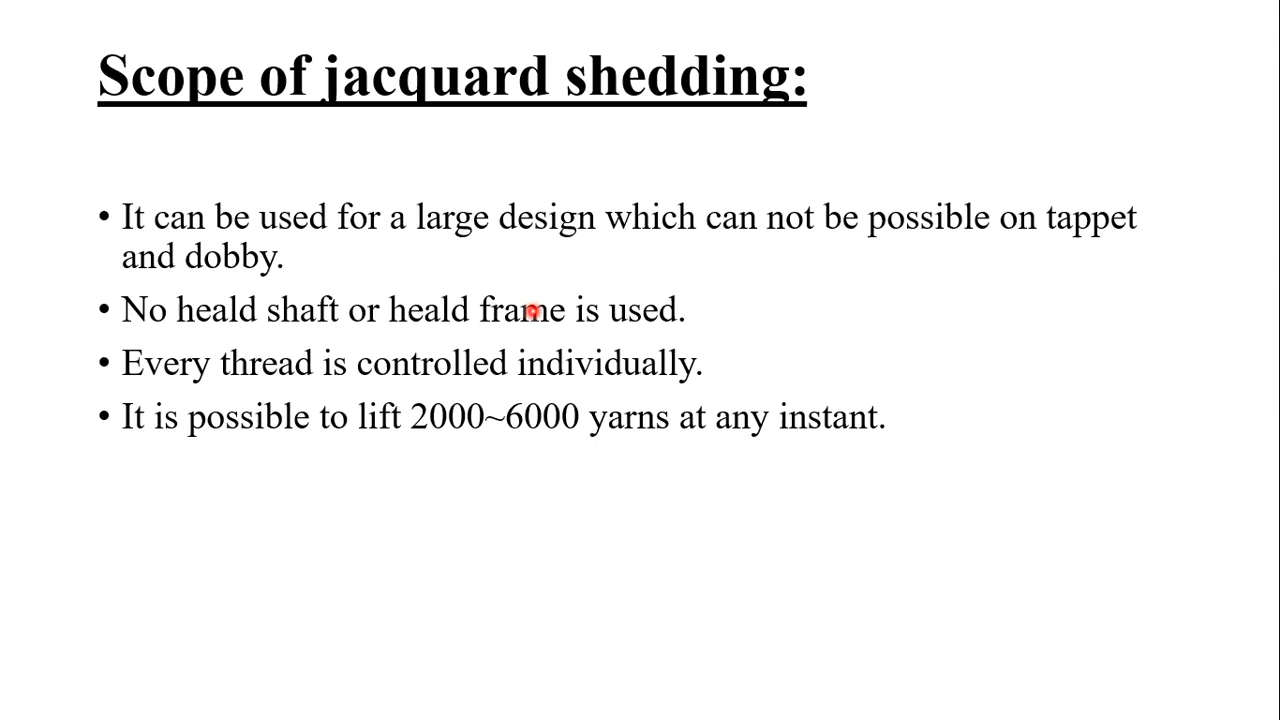 Scope of jacquard shedding:
• It can be used for a large design which can not be possible on tappet
and dobby.
• No heald shaft or heald frame is used.
• Every thread is controlled individually.
• It is possible to lift 2000~6000 yarns at any instant.